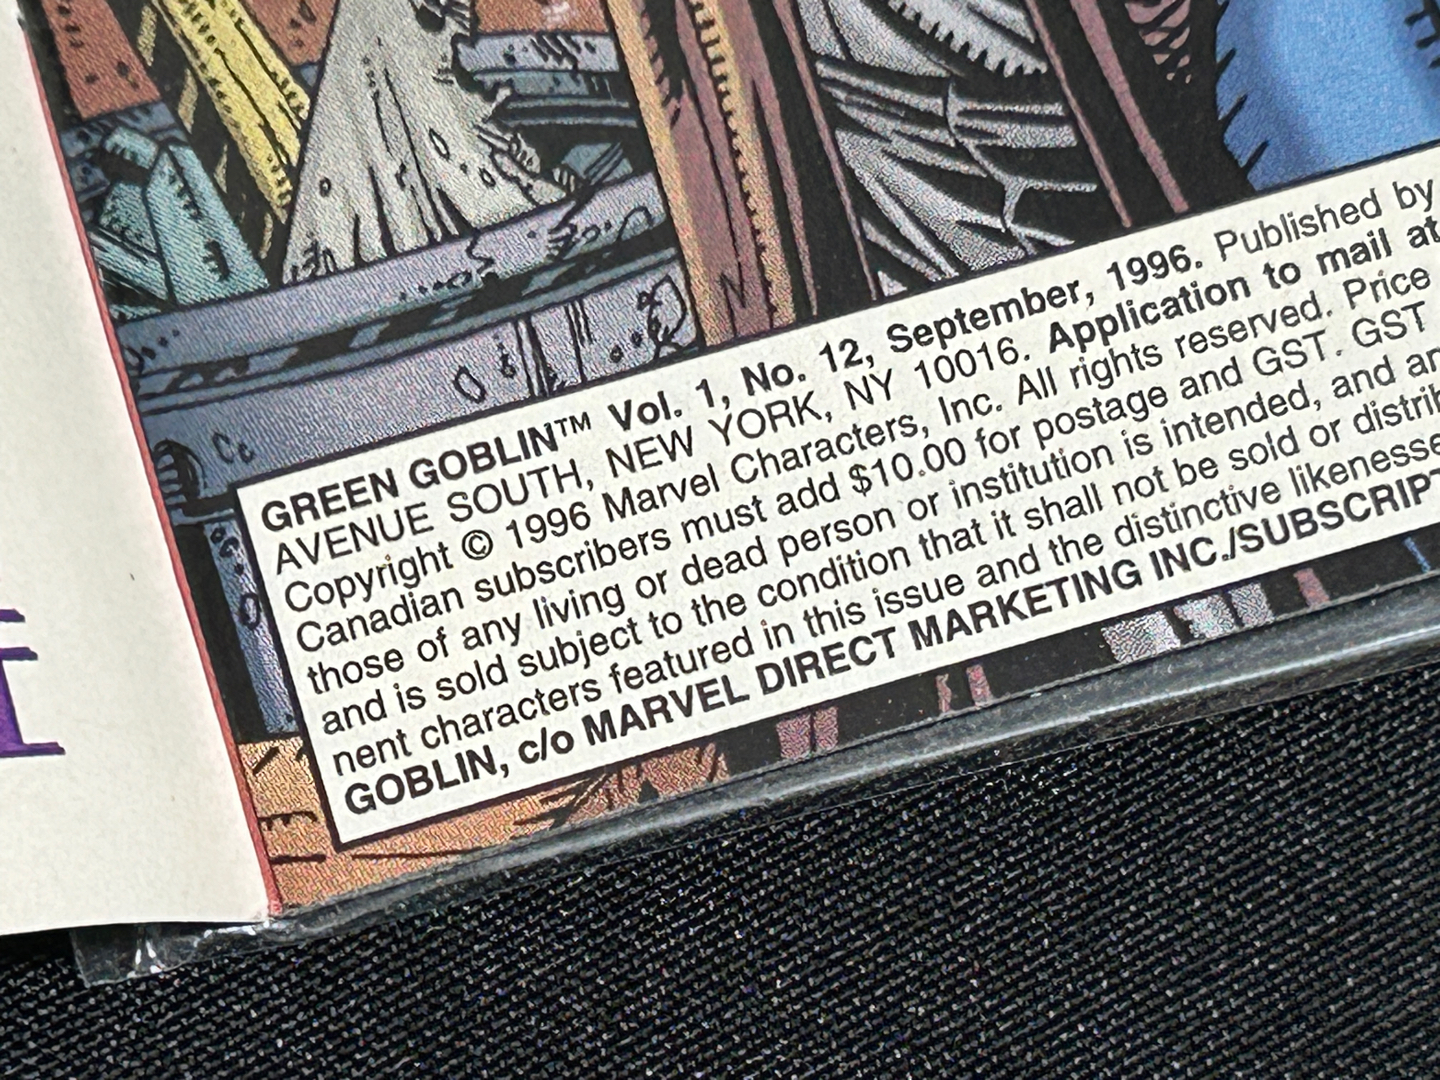 GREEN GOBLIN™ Vol. 1, No. 12, September, 1996. Published by
AVENUE SOUTH, NEW YORK, NY 10016. Application to mail at
Copyright © 1996 Marvel Characters, Inc. All rights reserved. Price
Canadian subscribers must add $10.00 for postage and GST. GST
those of any living or dead person or institution is intended, and
and is sold subject to the condition that it shall not be sold or distrib
nent characters featured in this issue and the distinctive likenesse
GOBLIN, c/o MARVEL DIRECT MARKETING INC./SUBSCRIPT